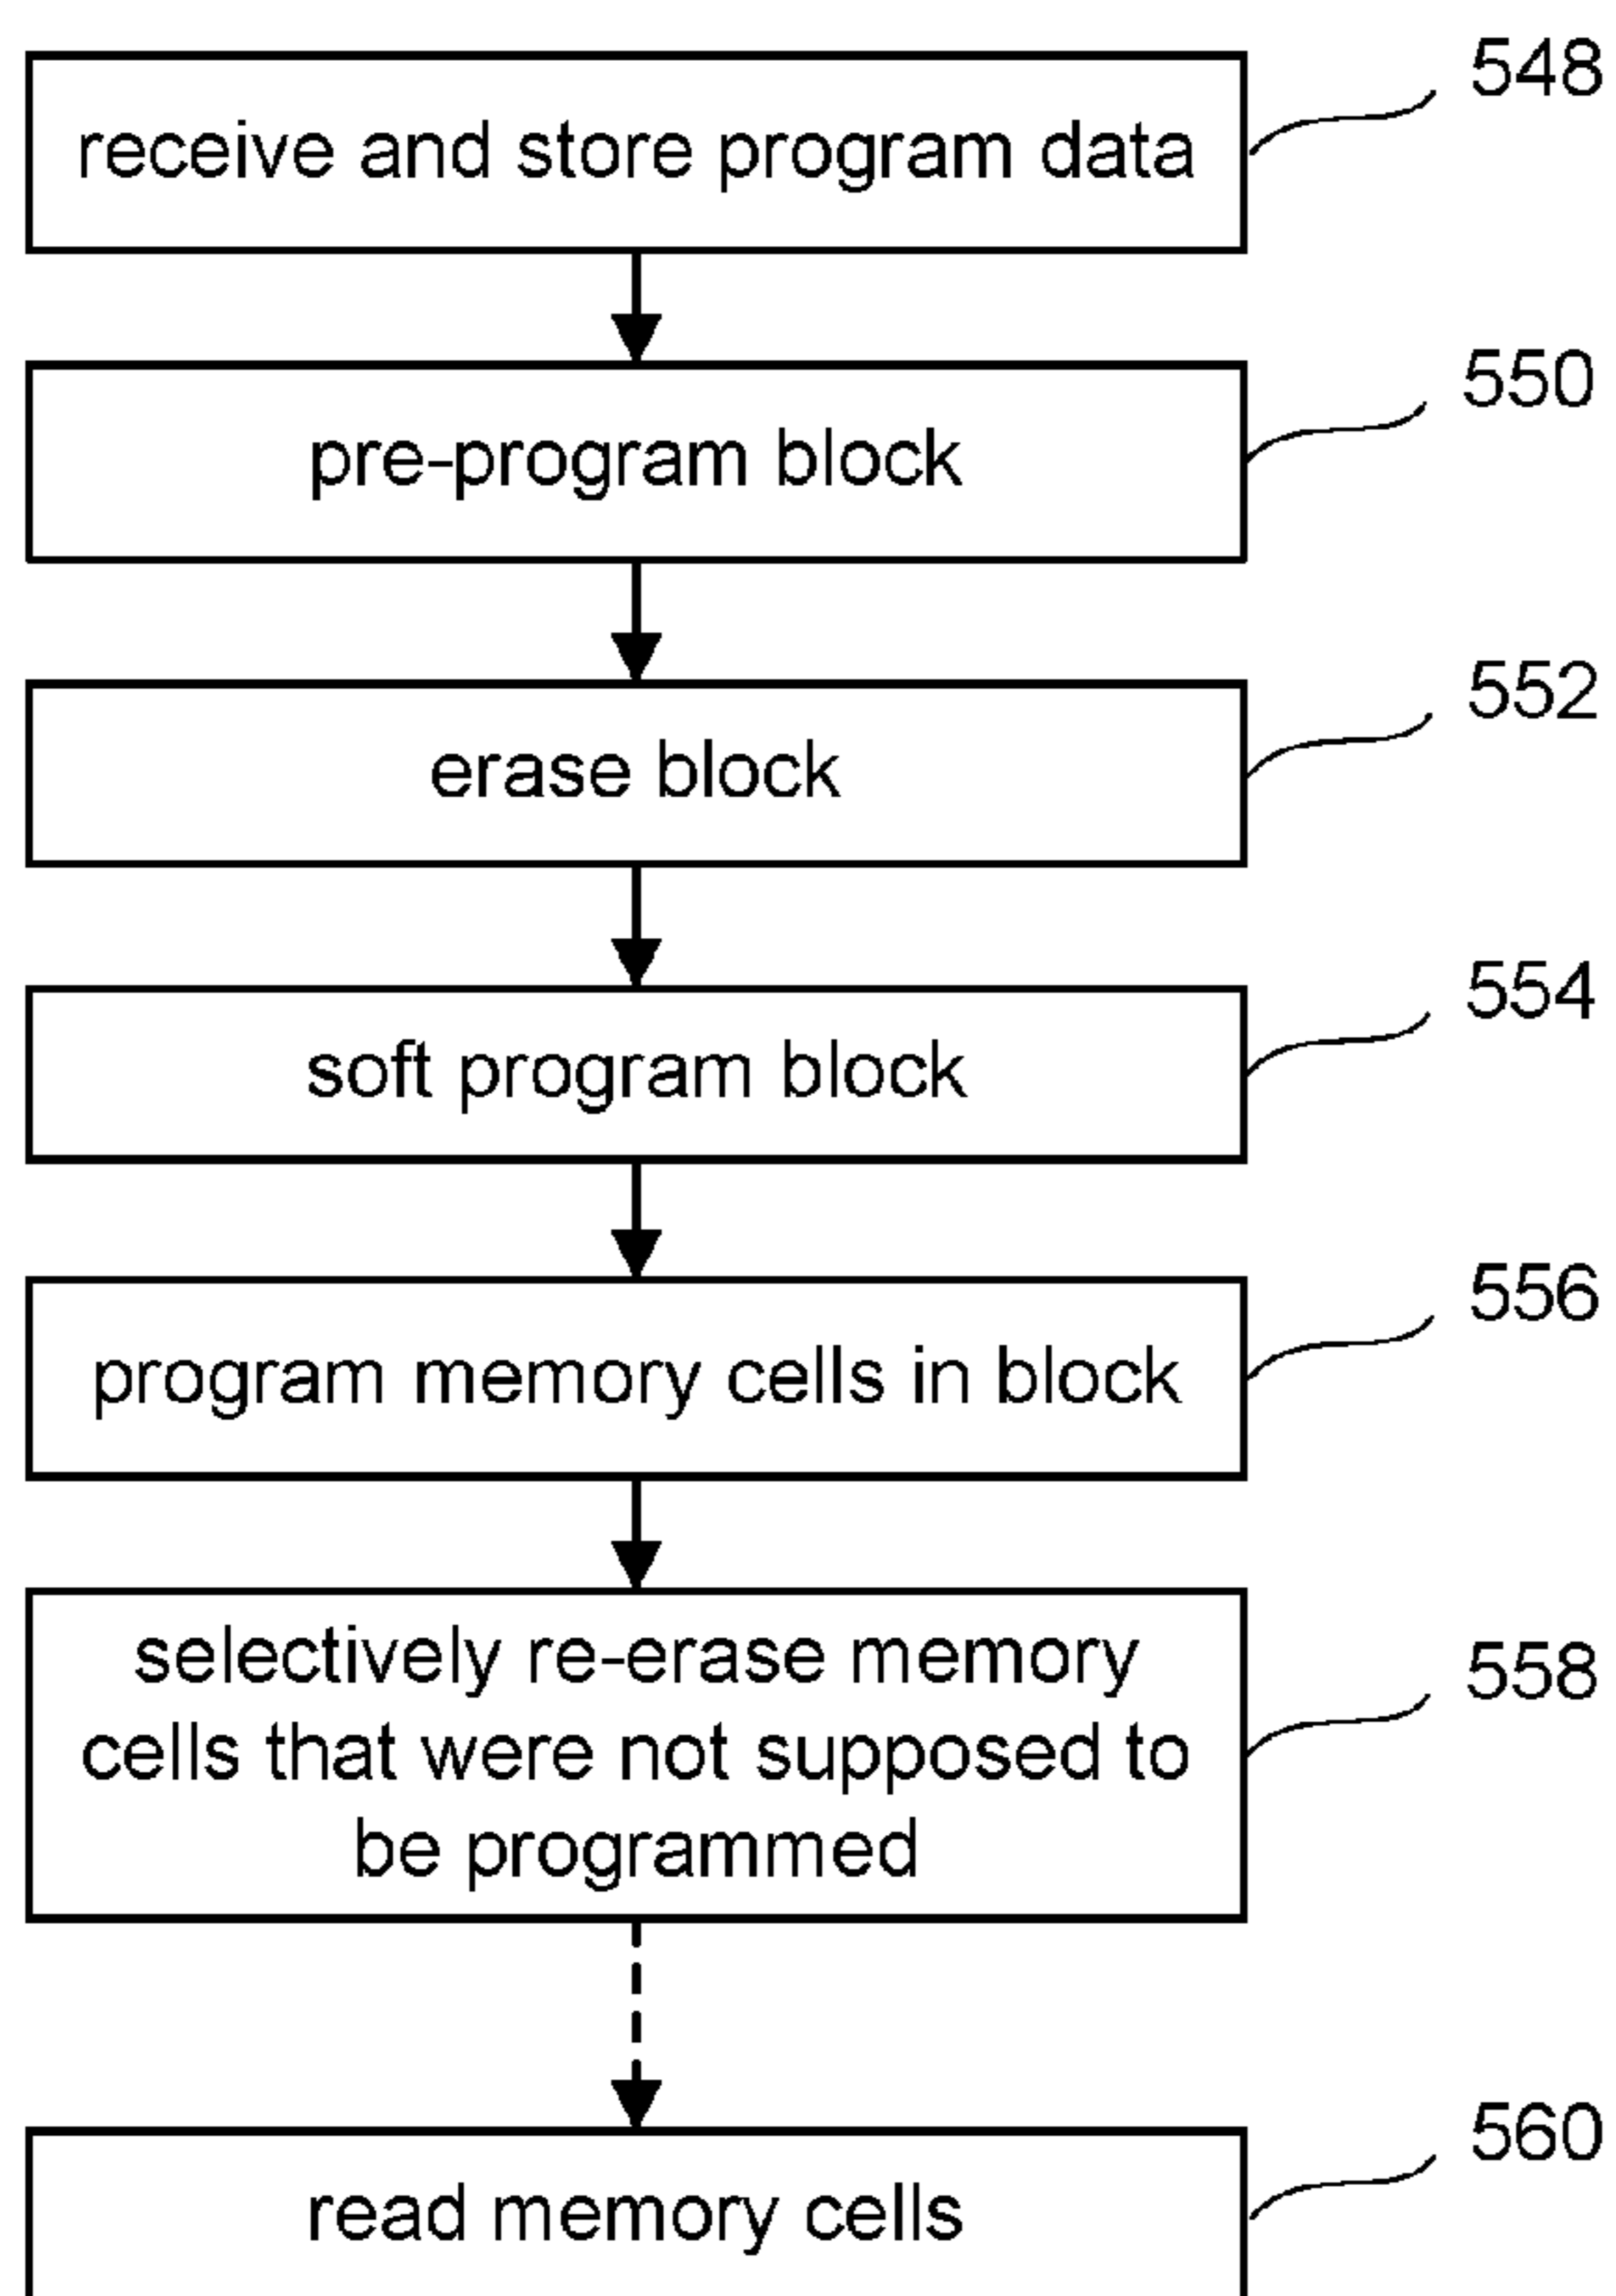 548
receive and store program data
550
pre-program block
552
erase block
554
soft program block
556
program memory cells in block
558
selectively re-erase memory
cells that were not supposed to
be programmed
560
read memory cells